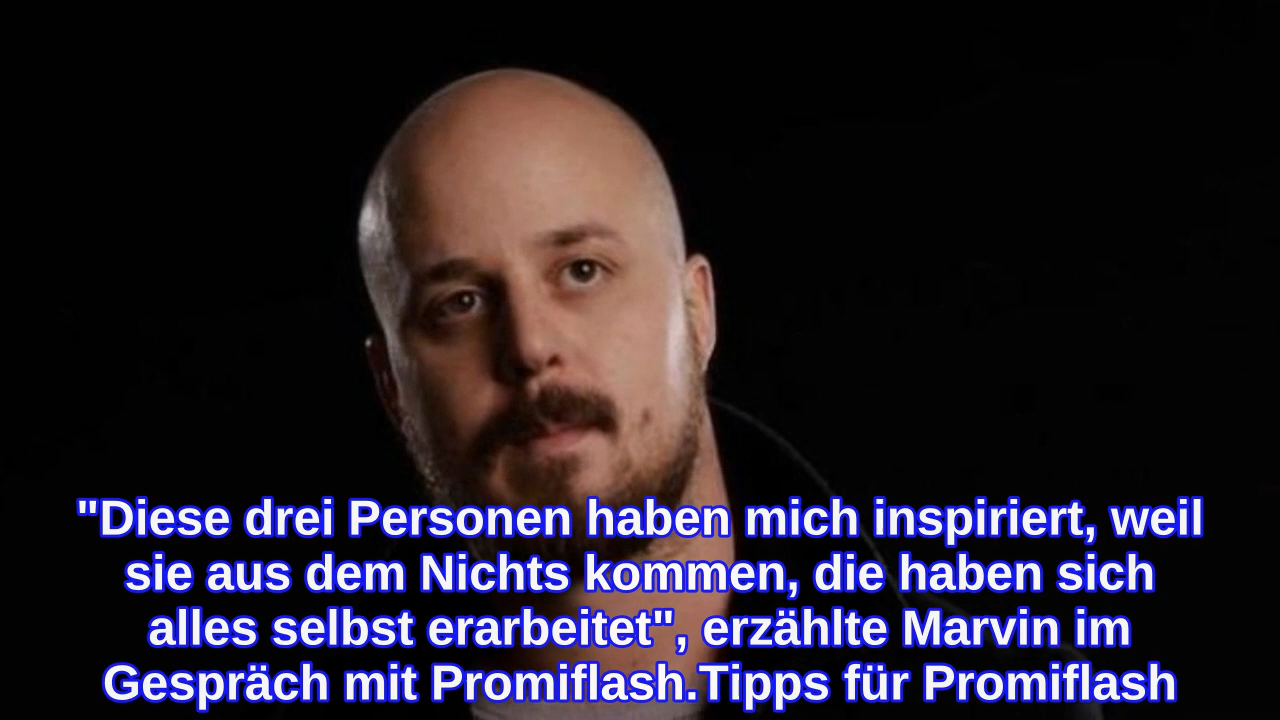 "Diese drei Personen haben mich inspiriert, weil
sie aus dem Nichts kommen, die haben sich
alles selbst erarbeitet", erzählte Marvin im
Gespräch mit Promiflash.Tipps für Promiflash